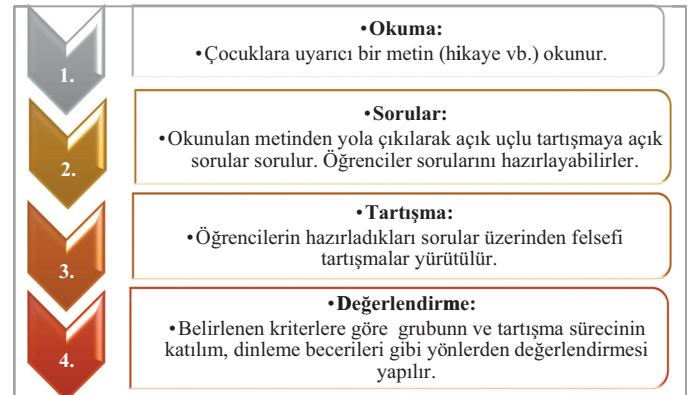 1.
•Okuma:
•Çocuklara uyarıcı bir metin (hikaye vb.) okunur.
2.
•Sorular:
•Okunulan metinden yola çıkılarak açık uçlu tartışmaya açık
sorular sorulur. Öğrenciler sorularını hazırlayabilirler.
3.
•Tartışma:
•Öğrencilerin hazırladıkları sorular üzerinden felsefi
tartışmalar yürütülür.
4.
•Değerlendirme:
•Belirlenen kriterlere göre grubunn ve tartışma sürecinin
katılım, dinleme becerileri gibi yönlerden değerlendirmesi
yapılır.